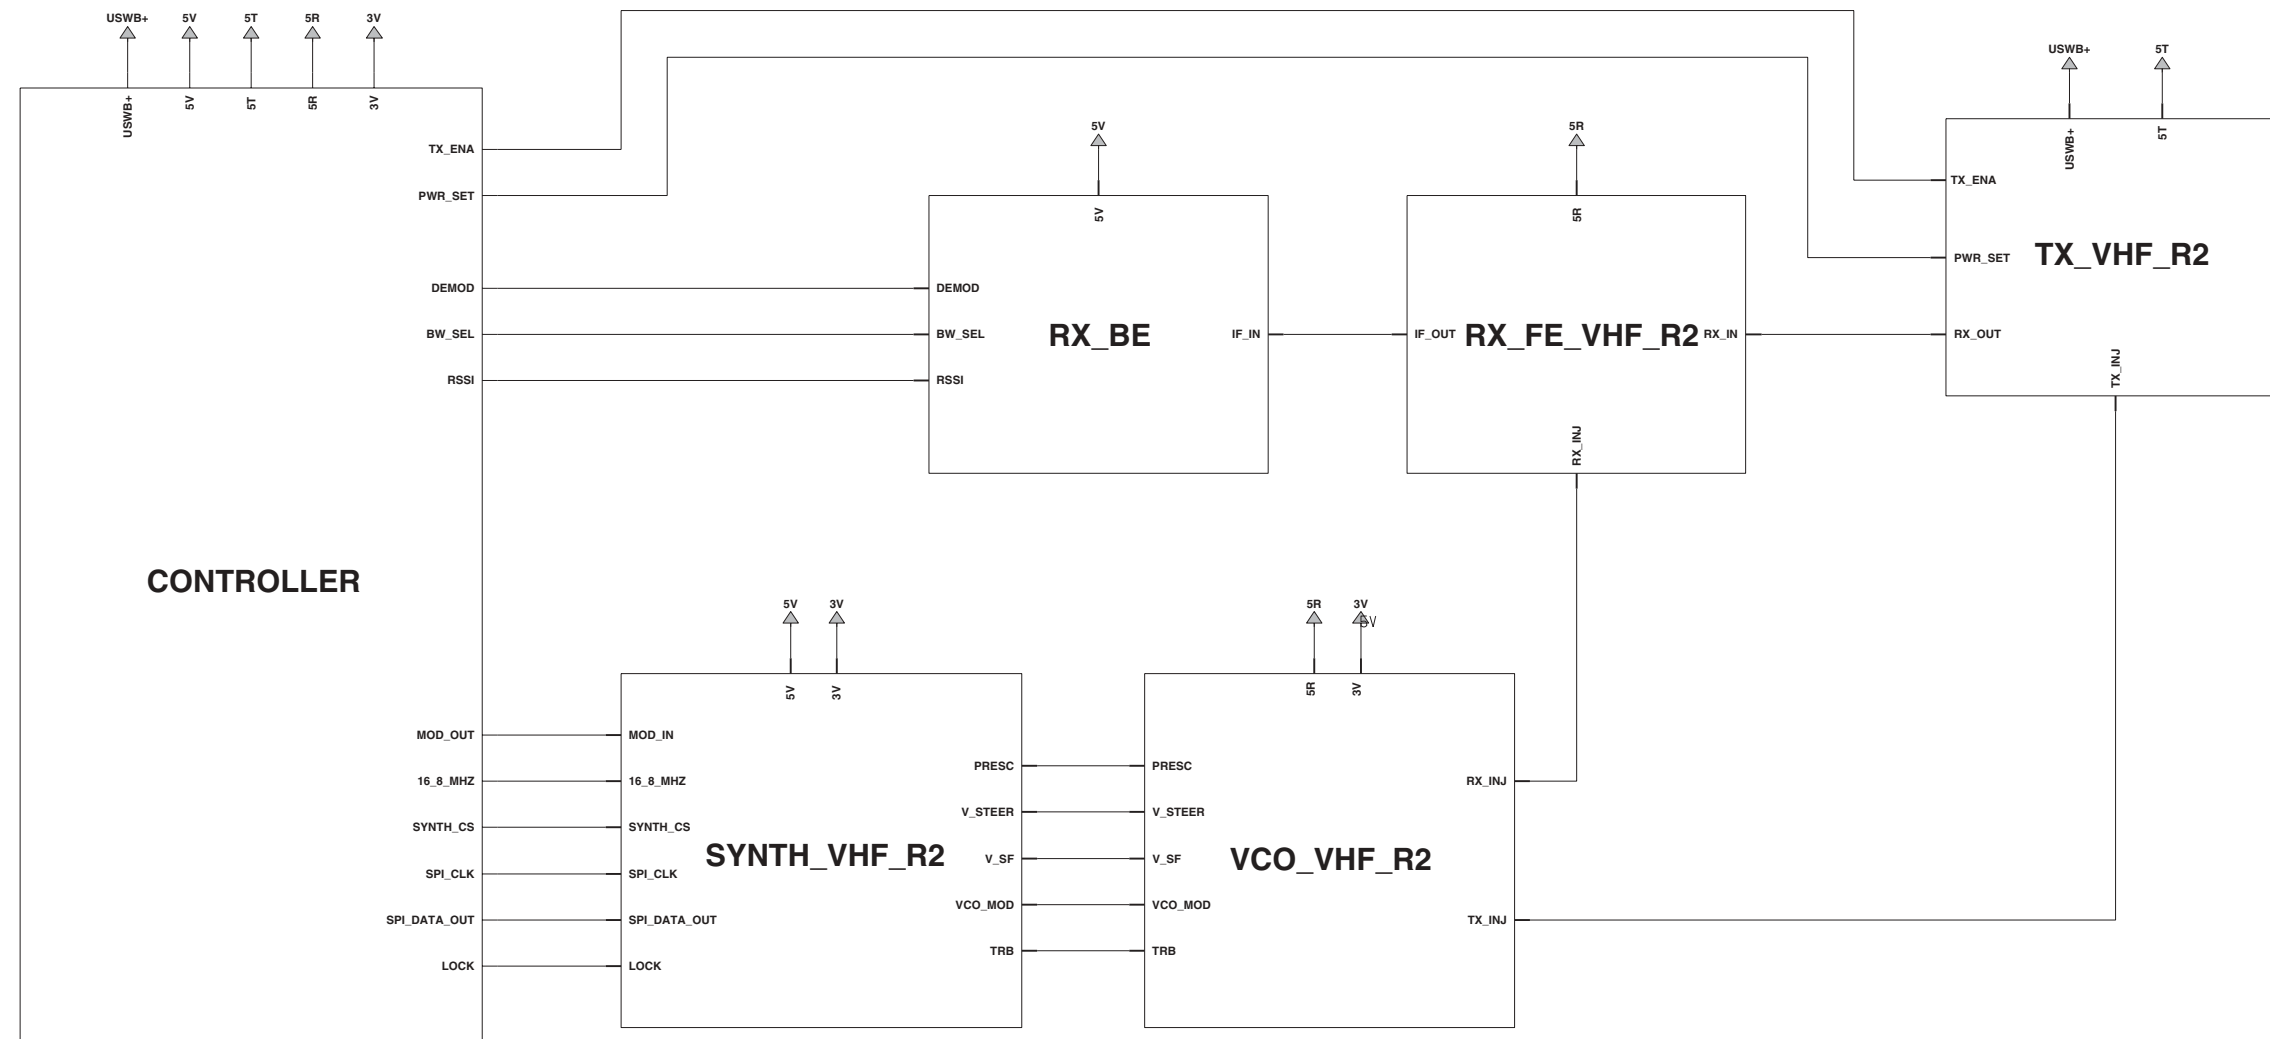 USWB+ 5V 5T 5R 3V
USWB+ 5V 5T 5R 3V
TX_ENA
PWR_SET
DEMOD
BW_SEL
RSSI
CONTROLLER
MOD_OUT
16_8_MHZ
SYNTH_CS
SPI_CLK
SPI_DATA_OUT
LOCK
5V
5V
DEMOD
BW_SEL
RSSI
RX_BE
IF_IN
5R
5R
IF_OUT
RX_FE_VHF_R2
RX_IN
RX_INJ
USWB+ 5T
USWB+ 5T
TX_ENA
PWR_SET
TX_VHF_R2
RX_OUT
TX_INJ
5V 3V
5V 3V
MOD_IN
16_8_MHZ
SYNTH_CS
SPI_CLK
SPI_DATA_OUT
LOCK
SYNTH_VHF_R2
PRESC
V_STEER
V_SF
VCO_MOD
TRB
5R 3V
5V
5R 3V
PRESC
V_STEER
V_SF
VCO_MOD
TRB
VCO_VHF_R2
RX_INJ
TX_INJ